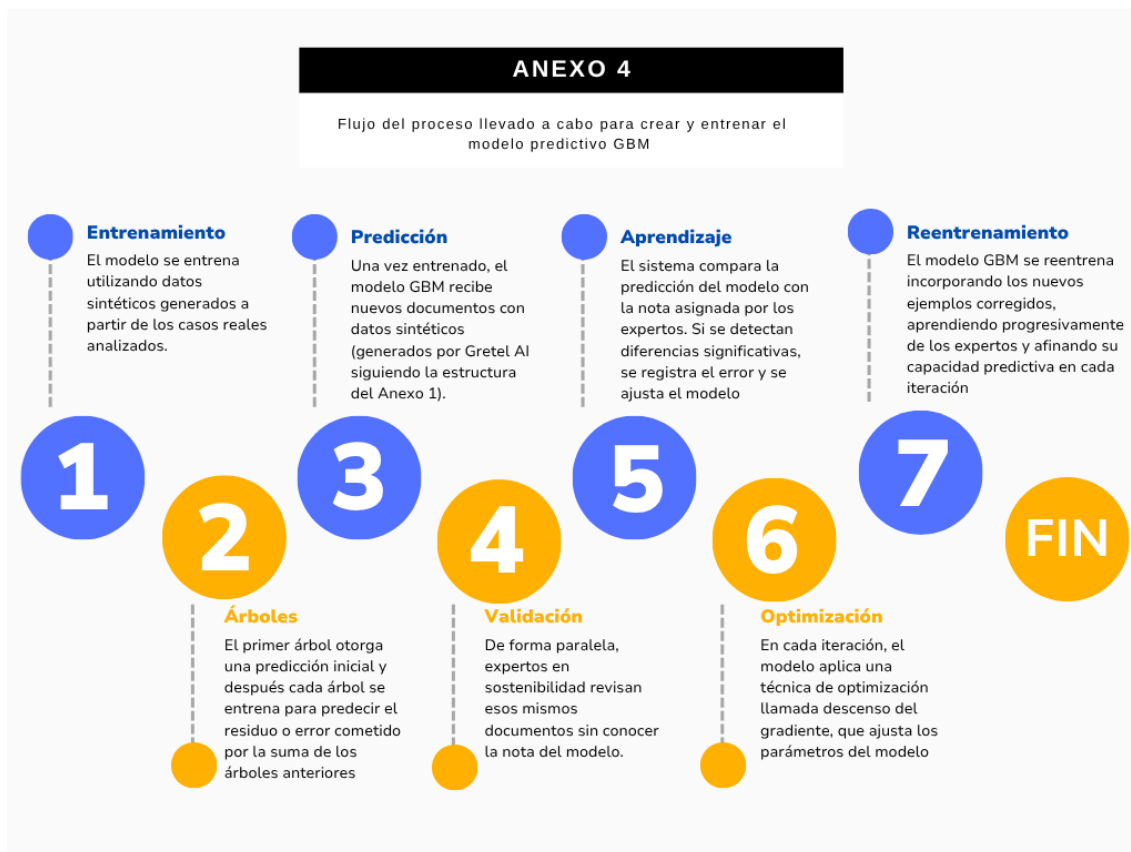 ANEXO 4
Flujo del proceso llevado a cabo para crear y entrenar el
modelo predictivo GBM
Entrenamiento
El modelo se entrena
utilizando datos
sintéticos generados a
partir de los casos reales
analizados.
Predicción
Una vez entrenado, el
modelo GBM recibe
nuevos documentos con
datos sintéticos
(generados por Gretel AI
siguiendo la estructura
del Anexo 1).
Aprendizaje
El sistema compara la
predicción del modelo con
la nota asignada por los
expertos. Si se detectan
diferencias significativas,
se registra el error y se
ajusta el modelo
Reentrenamiento
El modelo GBM se reentrena
incorporando los nuevos
ejemplos corregidos,
aprendiendo progresivamente
de los expertos y afinando su
capacidad predictiva en cada
iteración
1
2
3
4
5
6
7
FIN
Árboles
El primer árbol otorga
una predicción inicial y
después cada árbol se
entrena para predecir el
residuo o error cometido
por la suma de los
árboles anteriores
Validación
De forma paralela,
expertos en
sostenibilidad revisan
esos mismos
documentos sin conocer
la nota del modelo.
Optimización
En cada iteración, el
modelo aplica una
técnica de optimización
llamada descenso del
gradiente, que ajusta los
parámetros del modelo